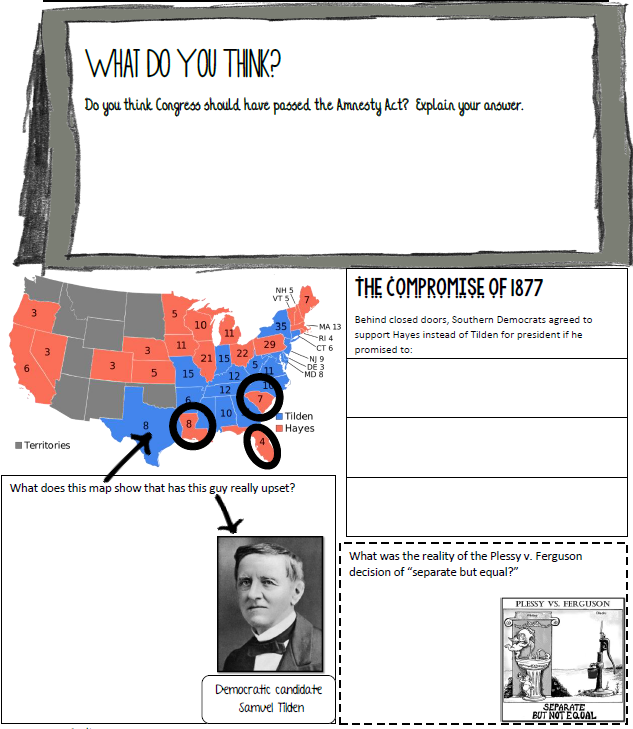 WHAT DO YOU THINK?
Do you think Congress should have passed the Amnesty Act? Explain your answer.
NH 5
VT 5
7
3
5
10
11
35
MA 13
RI 4
CT 6
29
NJ 9
DE 3
MD 8
6
3
3
3
5
11
21
15
22
5
11
15
12
10
12
6
8
8
10
7
4
Tilden
Hayes
Territories
THE COMPROMISE OF 1877
Behind closed doors, Southern Democrats agreed to
support Hayes instead of Tilden for president if he
promised to:
What does this map show that has this guy really upset?
Democratic candidate
Samuel Tilden
What was the reality of the Plessy v. Ferguson
decision of “separate but equal?”
PLESSY VS. FERGUSON
SEPARATE
BUT NOT EQUAL